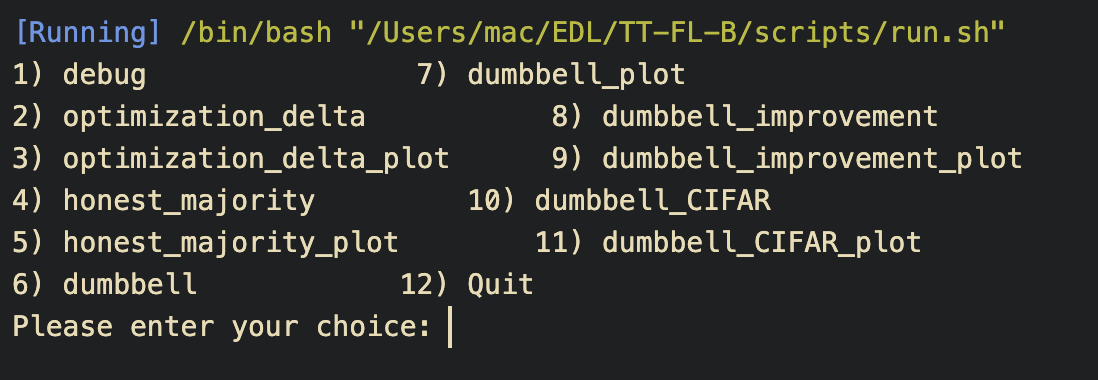 [Running] /bin/bash "/Users/mac/EDL/TT-FL-B/scripts/run.sh"
1) debug                7) dumbbell_plot
2) optimization_delta           8) dumbbell_improvement
3) optimization_delta_plot      9) dumbbell_improvement_plot
4) honest_majority         10) dumbbell_CIFAR
5) honest_majority_plot        11) dumbbell_CIFAR_plot
6) dumbbell            12) Quit
Please enter your choice: